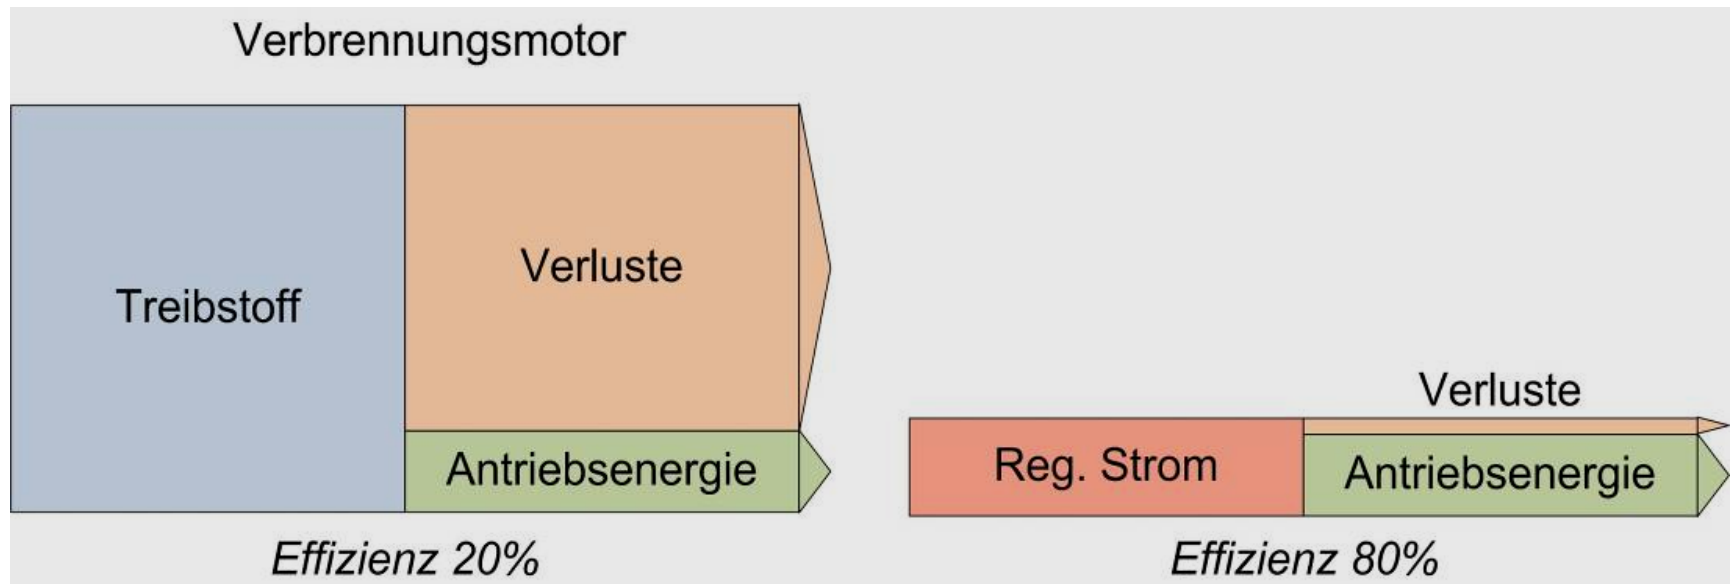 Verbrennungsmotor
Treibstoff
Verluste
Antriebsenergie
Effizienz 20%
Verluste
Reg. Strom
Antriebsenergie
Effizienz 80%